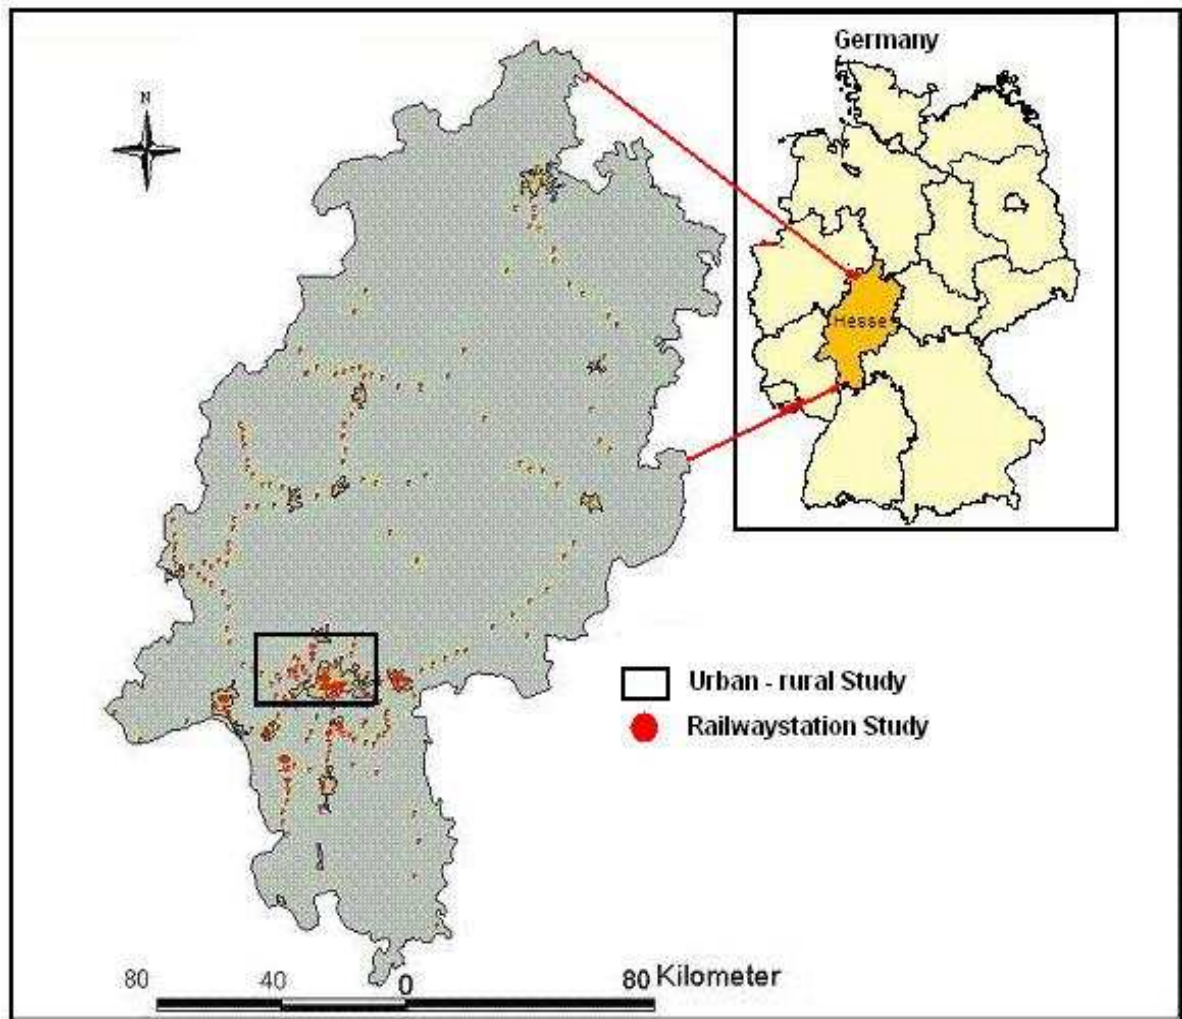 Germany
N
Hesse
Urban - rural Study
Railwaystation Study
80 40 0 80 Kilometer